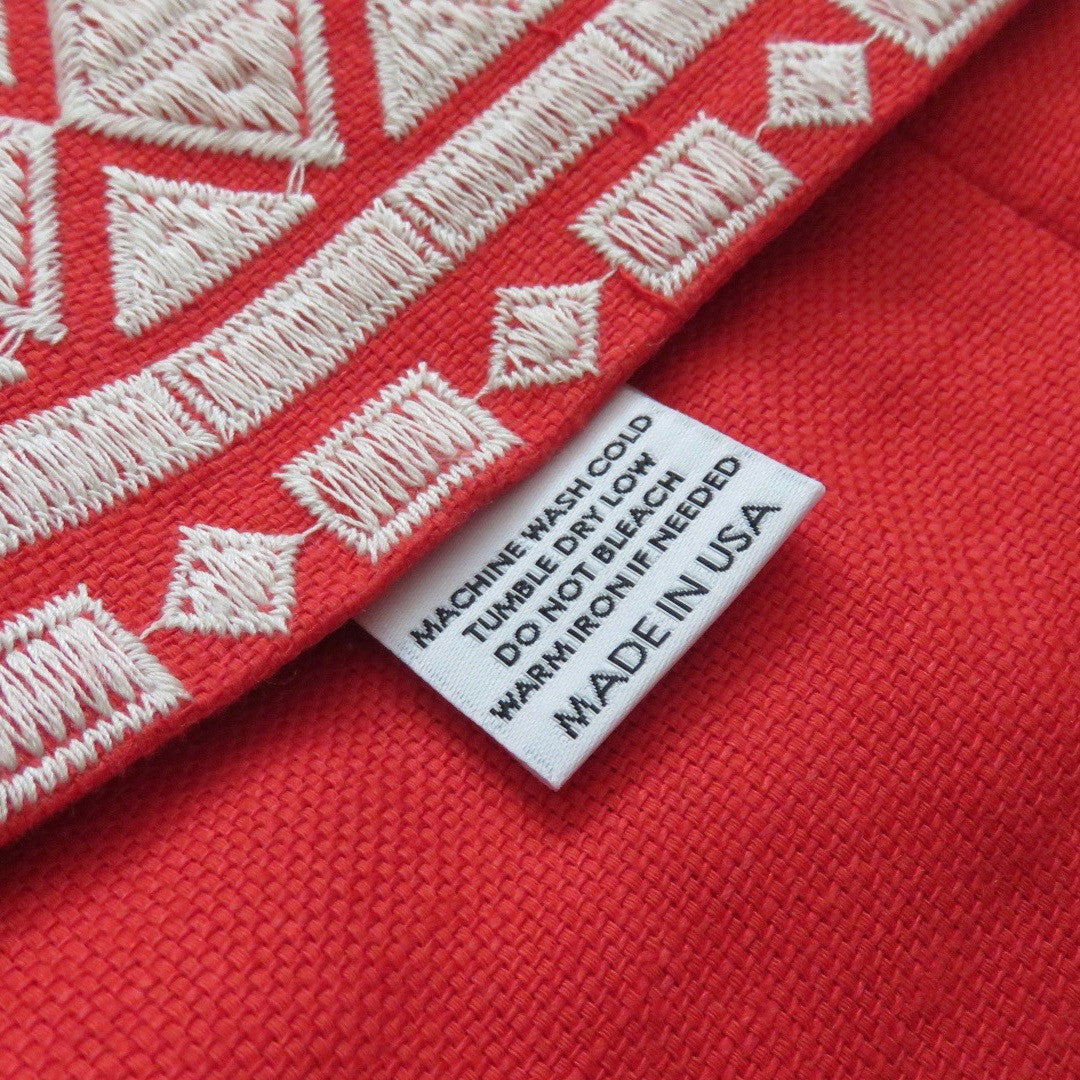 MACHINE WASH COLD
TUMBLE DRY LOW
DO NOT BLEACH
WARM IRON IF NEEDED
MADE IN USA